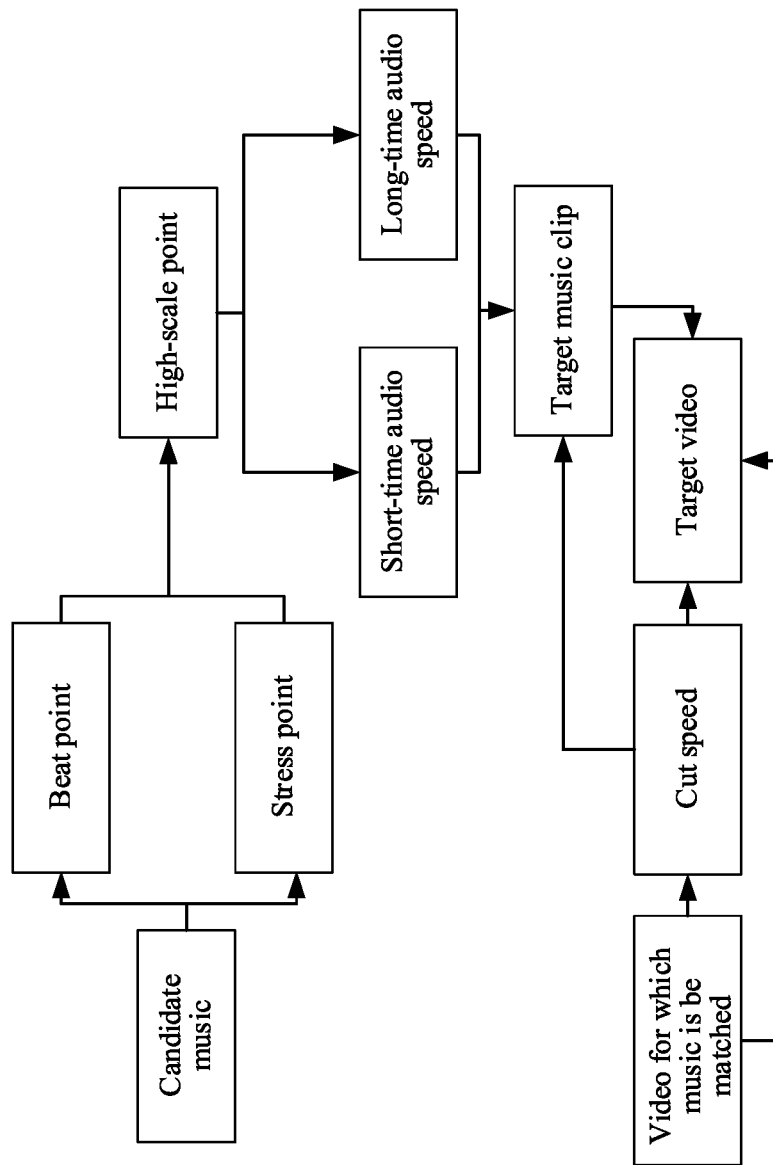 Candidate
music
Beat point
Stress point
High-scale point
Short-time audio
speed
Long-time audio
speed
Target music clip
Video for which
music is be
matched
Cut speed
Target video